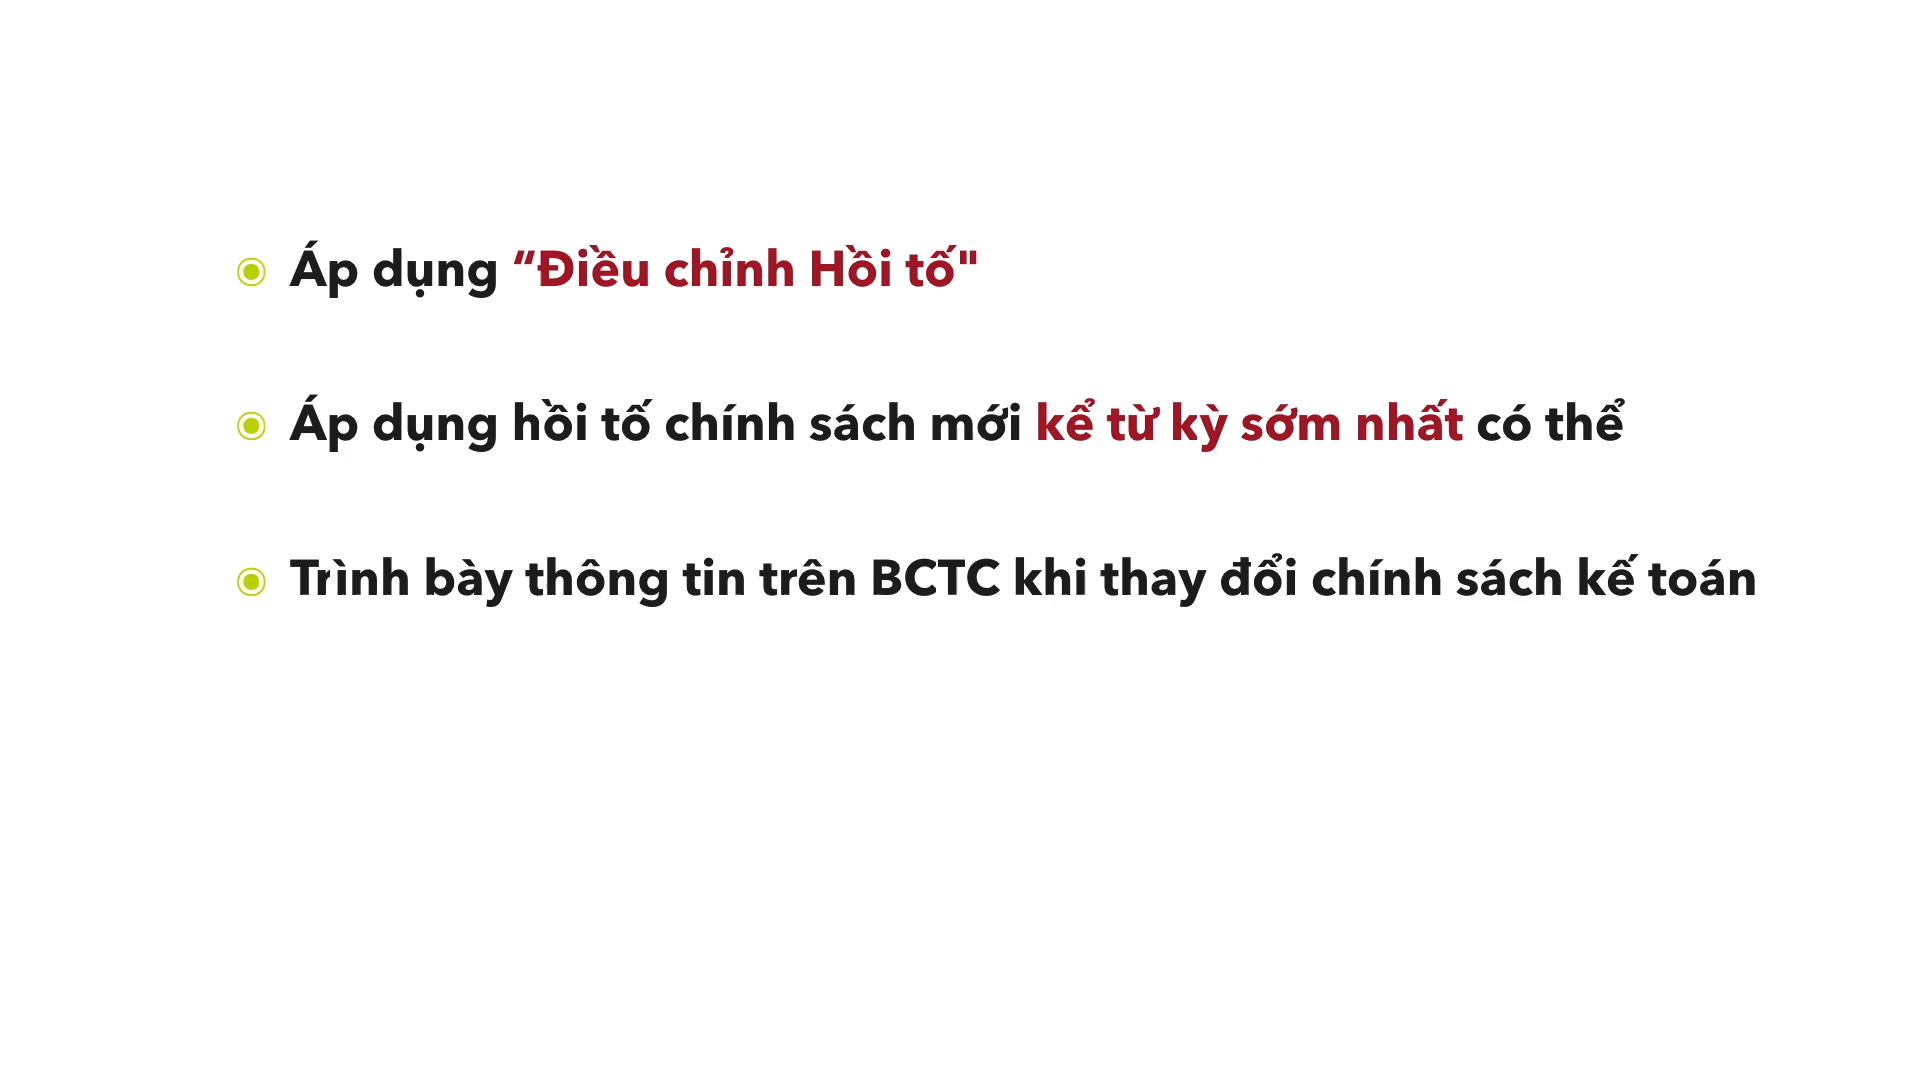 Áp dụng “Điều chỉnh Hồi tố"
Áp dụng hồi tố chính sách mới kể từ kỳ sớm nhất có thể
Trình bày thông tin trên BCTC khi thay đổi chính sách kế toán